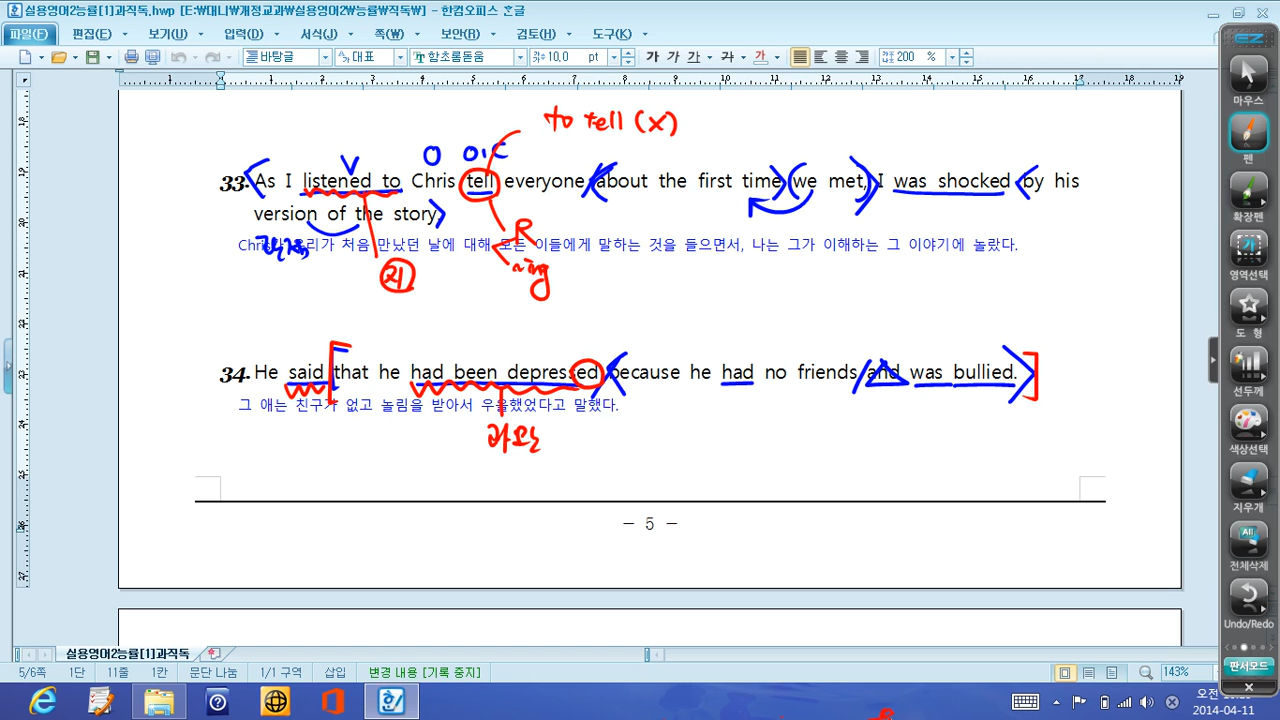 실용영어2능률[1]과직독.hwp [E:₩대니₩개정교과₩실용영어2₩능률₩직독₩] - 한컴오피스 흔글
파일(F) 편집(E) 보기(U) 입력(D) 서식(J) 쪽(W) 보안(B) 검토(H) 도구(K)
바탕글 대표 함초롬돋움 10,0 pt 가 가 가 가 가 200 %
to tell (X)
V O O.C
33. As I listened to Chris tell everyone about the first time we met, I was shocked by his
version of the story.
Chris가 우리가 처음 만났던 날에 대해 모든 이들에게 말하는 것을 들으면서, 나는 그가 이해하는 그 이야기에 놀랐다.
R
지
~ing
34. He said that he had been depressed because he had no friends and was bullied.
그 애는 친구가 없고 놀림을 받아서 우울했었다고 말했다.
과완
- 5 -
실용영어2능률[1]과직독
5/6쪽 1단 11줄 1칸 문단 나눔 1/1 구역 삽입 변경 내용 [기록 중지] 143%
2014-04-11
EZ
마우스
펜
확장펜
가
영역선택
도 형
선두께
색상선택
지우개
All
전체삭제
Undo/Redo
판서모드